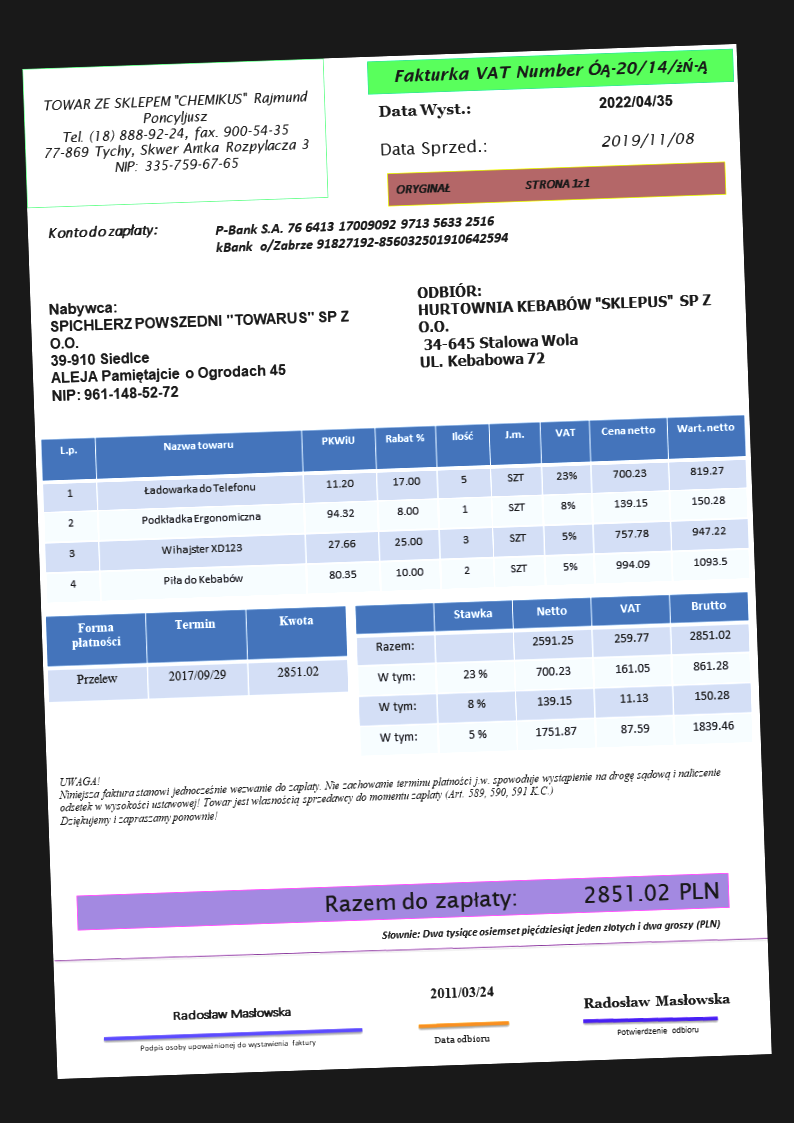 TOWAR ZE SKLEPEM "CHEMIKUS" Rajmund
Poncyljusz
Tel. (18) 888-92-24, fax. 900-54-35
77-869 Tychy, Skwer Antka Rozpylacza 3
NIP: 335-759-67-65
Fakturka VAT Number ÓĄ-20/14/żŃ-Ą
Data Wyst.: 2022/04/35
Data Sprzed.: 2019/11/08
ORYGINAŁ STRONA 1z1
Konto do zapłaty: P-Bank S.A. 76 6413 17009092 9713 5633 2516
kBank o/Zabrze 91827192-856032501910642594
Nabywca:
SPICHLERZ POWSZEDNI "TOWARUS" SP Z
O.O.
39-910 Siedlce
ALEJA Pamiętajcie o Ogrodach 45
NIP: 961-148-52-72
ODBIÓR:
HURTOWNIA KEBABÓW "SKLEPUS" SP Z
O.O.
34-645 Stalowa Wola
UL. Kebabowa 72
L.p. Nazwa towaru PKWiU Rabat % Ilość J.m. VAT Cena netto Wart. netto
1 Ładowarka do Telefonu 11.20 17.00 5 SZT 23% 700.23 819.27
2 Podkładka Ergonomiczna 94.32 8.00 1 SZT 8% 139.15 150.28
3 Wihajster XD123 27.66 25.00 3 SZT 5% 757.78 947.22
4 Piła do Kebabów 80.35 10.00 2 SZT 5% 994.09 1093.5
Forma
płatności Termin Kwota
Przelew 2017/09/29 2851.02
Stawka Netto VAT Brutto
Razem: 2591.25 259.77 2851.02
W tym: 23 % 700.23 161.05 861.28
W tym: 8 % 139.15 11.13 150.28
W tym: 5 % 1751.87 87.59 1839.46
UWAGA!
Niniejsza faktura stanowi jednocześnie wezwanie do zapłaty. Nie zachowanie terminu płatności j.w. spowoduje wystąpienie na drogę sądową i naliczenie
odsetek w wysokości ustawowej! Towar jest własnością sprzedawcy do momentu zapłaty (Art. 589, 590, 591 K.C.)
Dziękujemy i zapraszamy ponownie!
Razem do zapłaty: 2851.02 PLN
Słownie: Dwa tysiące osiemset pięćdziesiąt jeden złotych i dwa groszy (PLN)
Radosław Masłowska
Podpis osoby upoważnionej do wystawienia faktury
2011/03/24
Data odbioru
Radosław Masłowska
Potwierdzenie odbioru